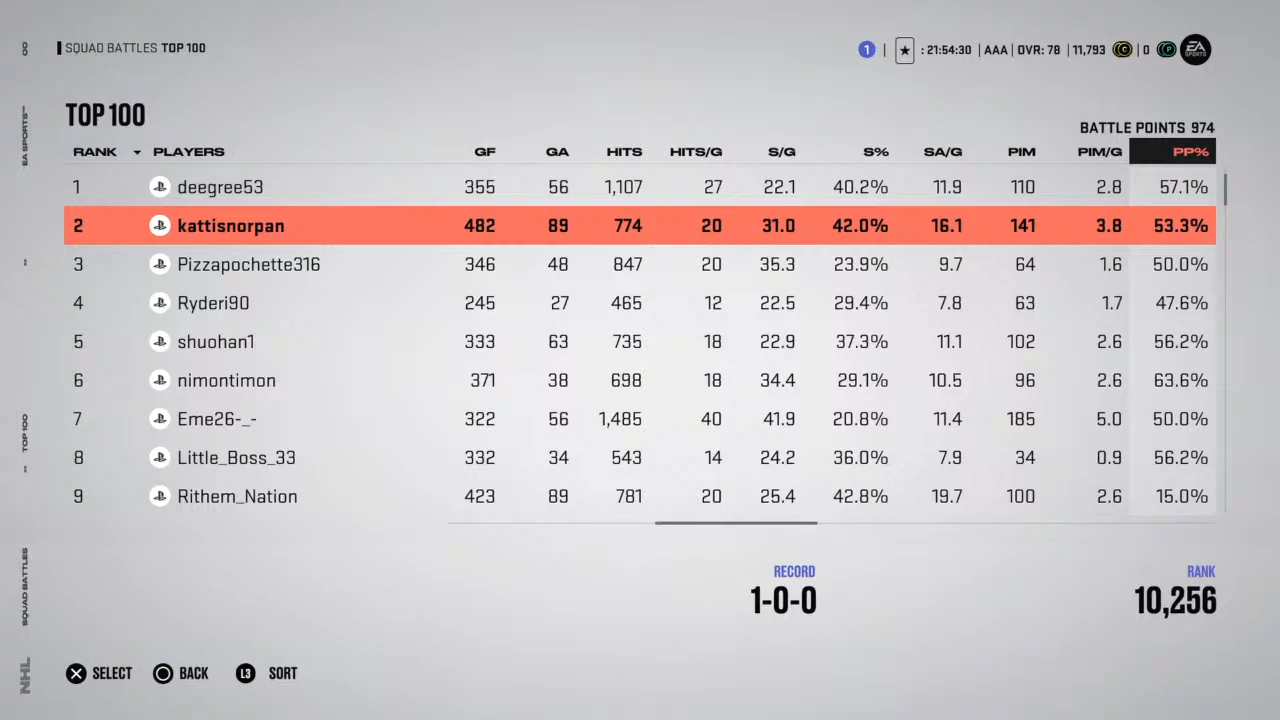 SQUAD BATTLES TOP 100
1 | ★ : 21:54:30 | AAA | OVR: 78 | 11,793 C | 0 P EA SPORTS
TOP 100
BATTLE POINTS 974
RANK PLAYERS GF GA HITS HITS/G S/G S% SA/G PIM PIM/G PP%
1 deegree53 355 56 1,107 27 22.1 40.2% 11.9 110 2.8 57.1%
2 kattisnorpan 482 89 774 20 31.0 42.0% 16.1 141 3.8 53.3%
3 Pizzapochette316 346 48 847 20 35.3 23.9% 9.7 64 1.6 50.0%
4 Ryderi90 245 27 465 12 22.5 29.4% 7.8 63 1.7 47.6%
5 shuohan1 333 63 735 18 22.9 37.3% 11.1 102 2.6 56.2%
6 nimontimon 371 38 698 18 34.4 29.1% 10.5 96 2.6 63.6%
7 Eme26-_- 322 56 1,485 40 41.9 20.8% 11.4 185 5.0 50.0%
8 Little_Boss_33 332 34 543 14 24.2 36.0% 7.9 34 0.9 56.2%
9 Rithem_Nation 423 89 781 20 25.4 42.8% 19.7 100 2.6 15.0%
RECORD
1-0-0
RANK
10,256
SELECT BACK L3 SORT
EA SPORTS™
TOP 100
SQUAD BATTLES
NHL